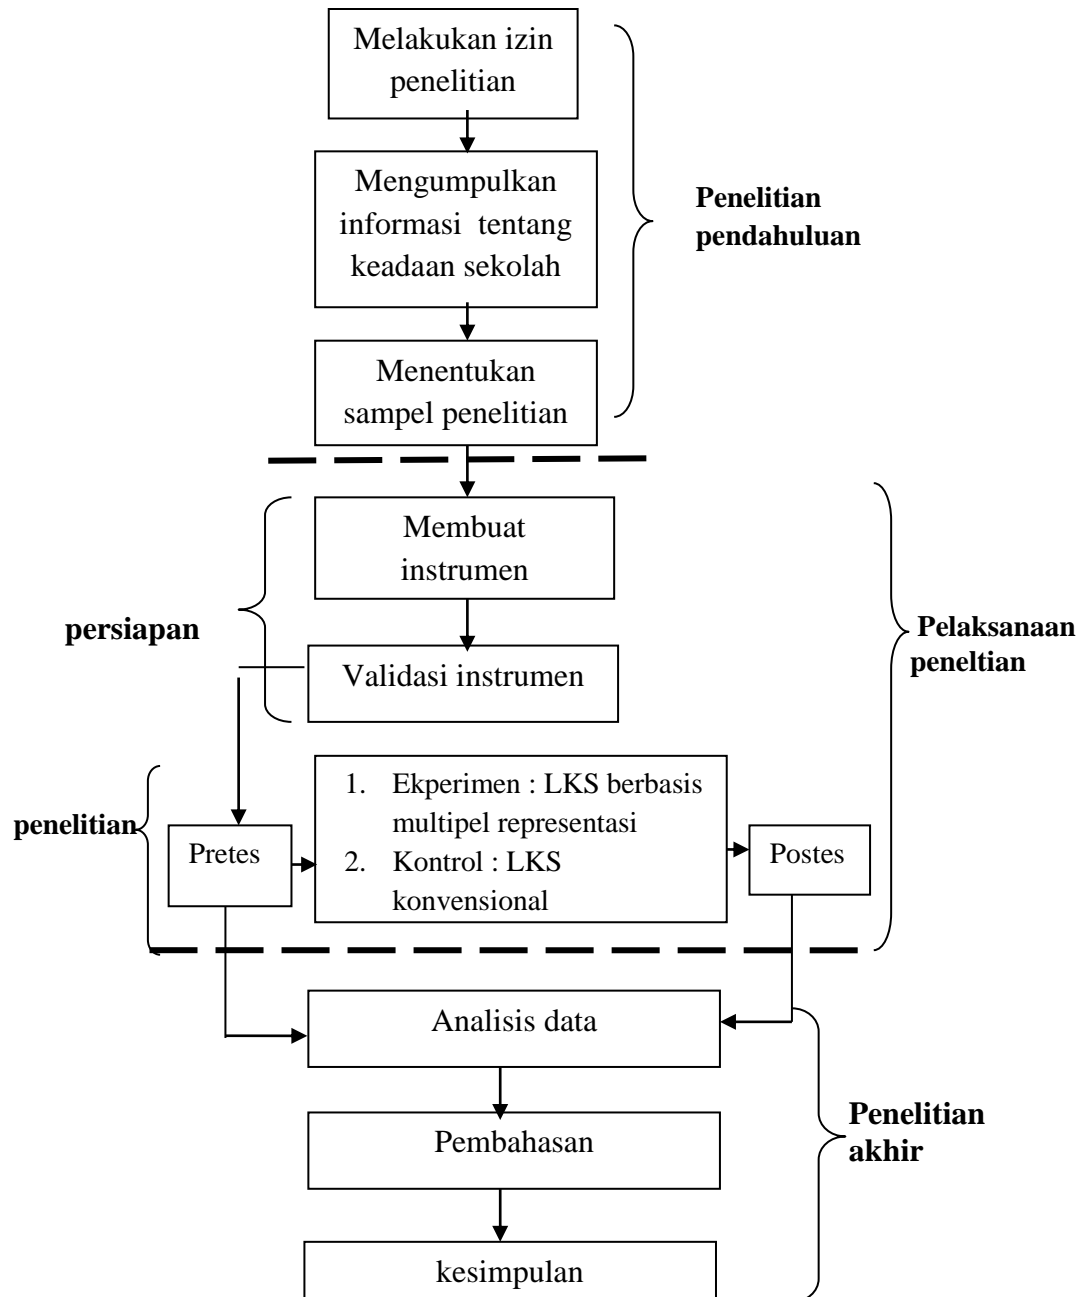 Melakukan izin
penelitian
Mengumpulkan
informasi tentang
keadaan sekolah
Penelitian
pendahuluan
Menentukan
sampel penelitian
Membuat
instrumen
persiapan
Pelaksanaan
peneltian
Validasi instrumen
penelitian
Pretes
1. Ekperimen : LKS berbasis
multipel representasi
2. Kontrol : LKS
konvensional
Postes
Analisis data
Pembahasan
Penelitian
akhir
kesimpulan